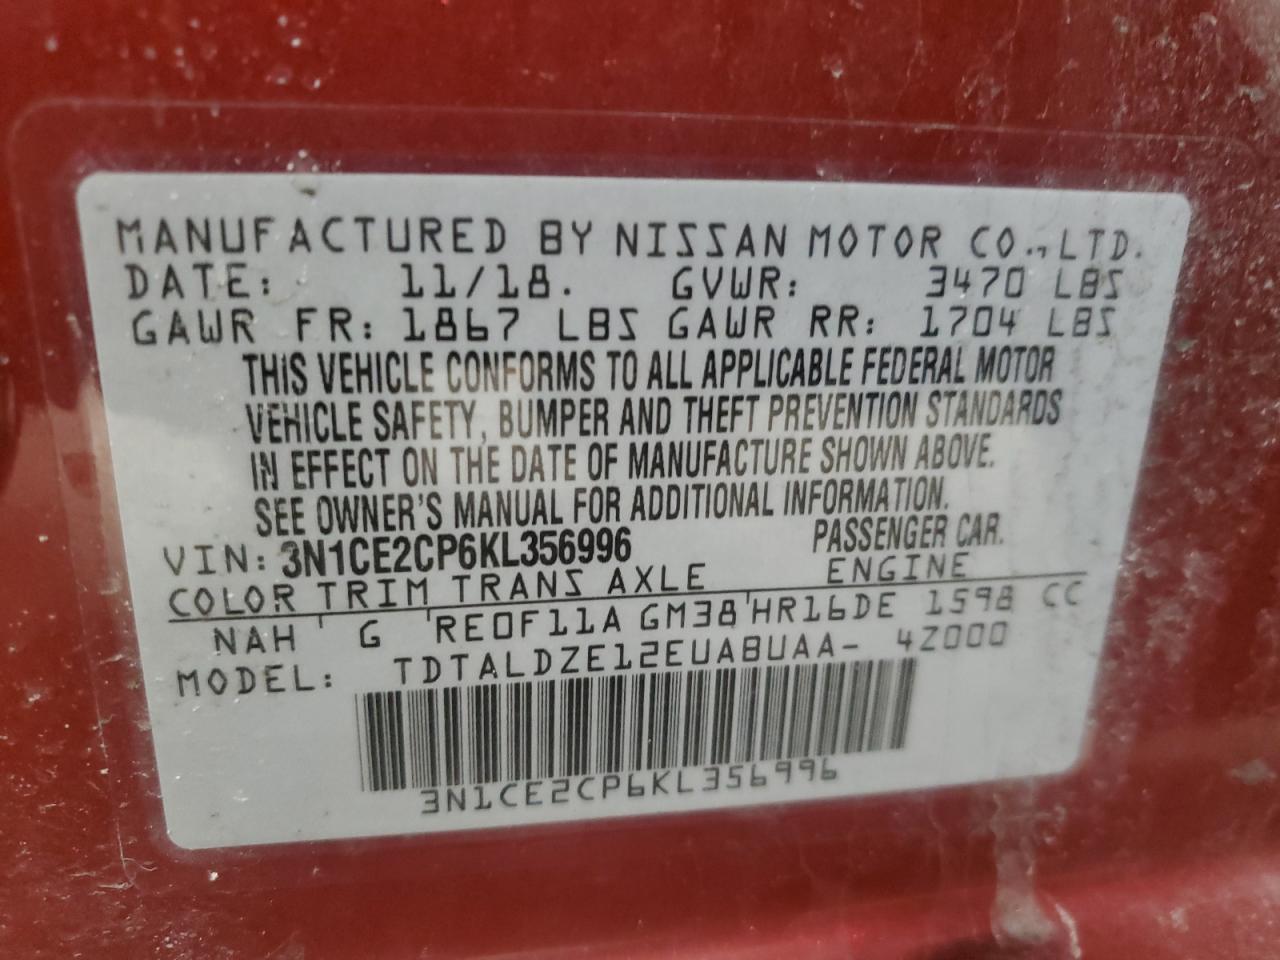 MANUFACTURED BY NISSAN MOTOR CO., LTD.
DATE: 11/18. GVWR: 3470 LBS
GAWR FR: 1867 LBS GAWR RR: 1704 LBS
THIS VEHICLE CONFORMS TO ALL APPLICABLE FEDERAL MOTOR
VEHICLE SAFETY, BUMPER AND THEFT PREVENTION STANDARDS
IN EFFECT ON THE DATE OF MANUFACTURE SHOWN ABOVE.
SEE OWNER'S MANUAL FOR ADDITIONAL INFORMATION.
VIN: 3N1CE2CP6KL356996 PASSENGER CAR.
COLOR TRIM TRANS AXLE ENGINE
NAH ' G 'RE0F11A GM38'HR16DE 1598 CC
MODEL: TDTALDZE12EUABUAA- 4Z000
3N1CE2CP6KL356996